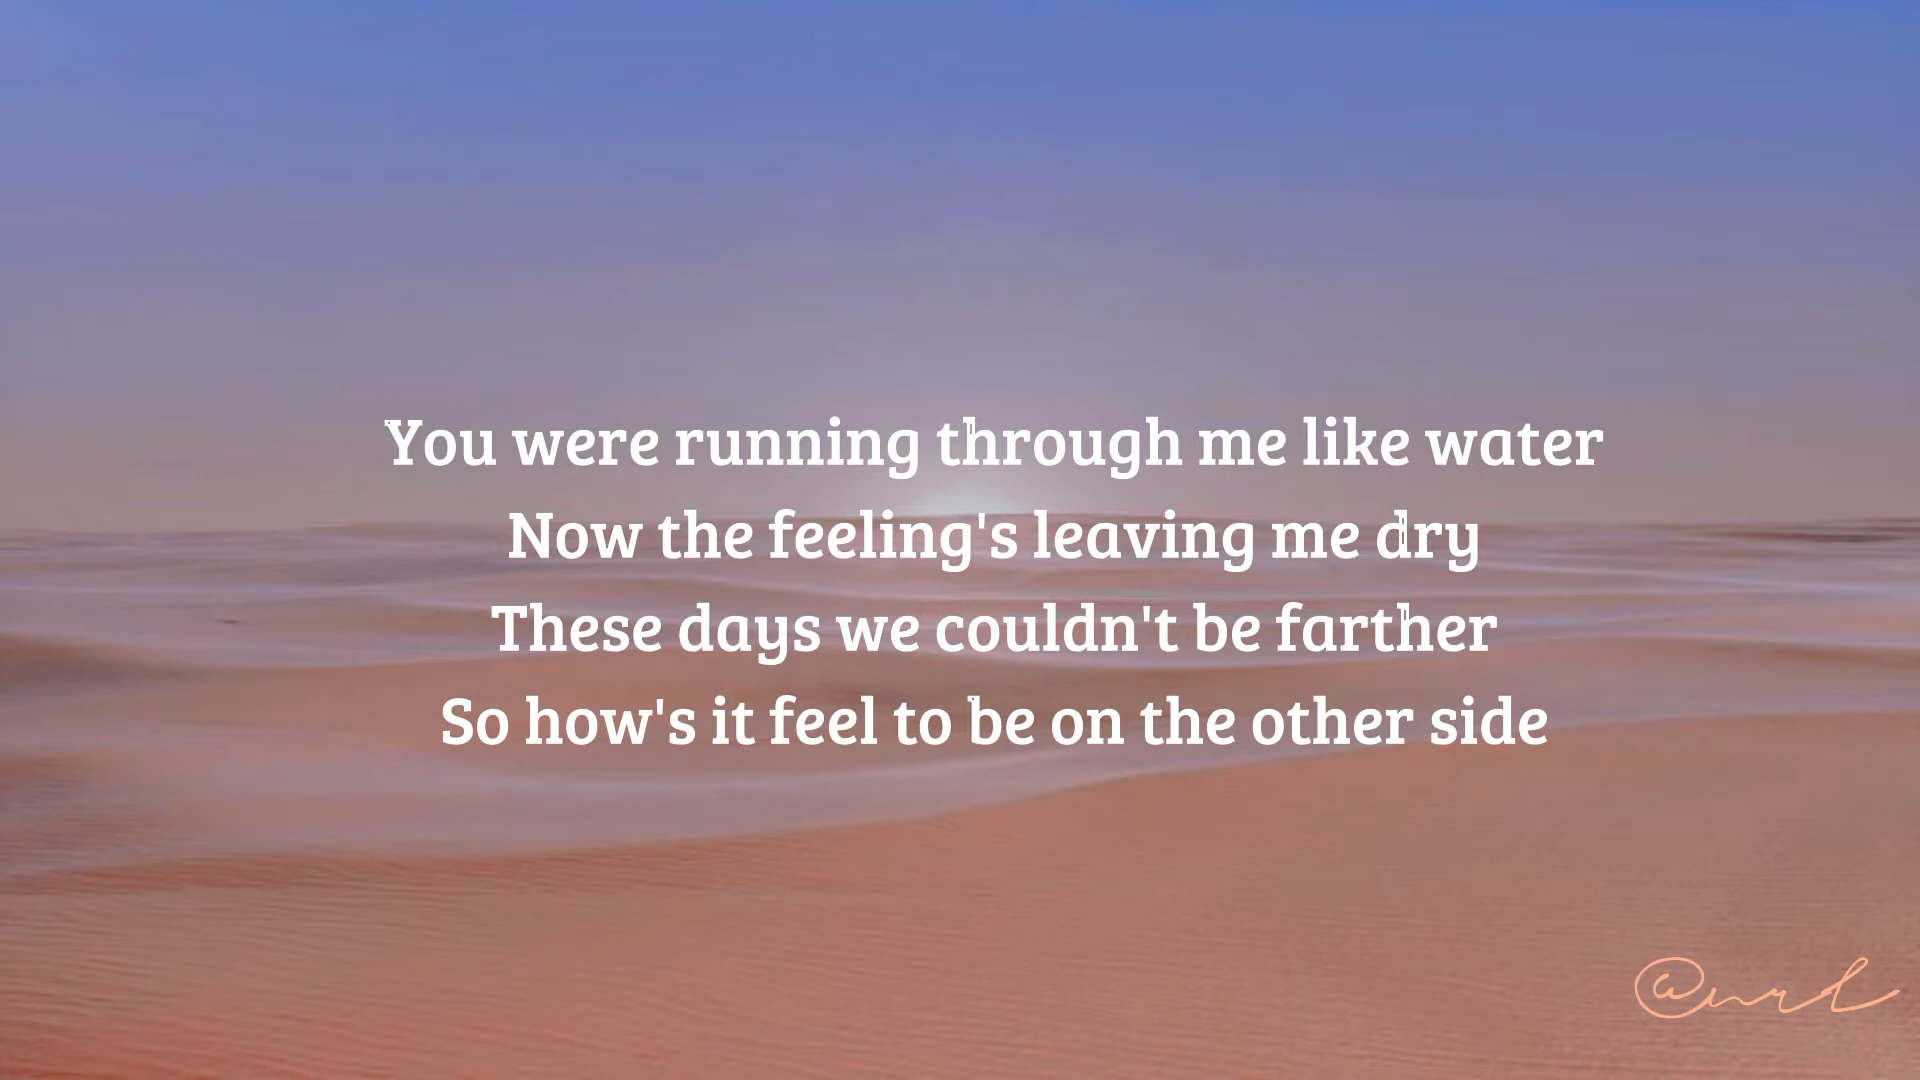 You were running through me like water
Now the feeling's leaving me dry
These days we couldn't be farther
So how's it feel to be on the other side